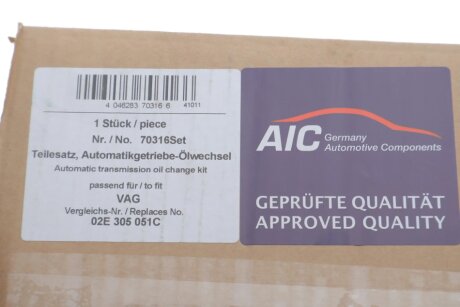 4 046283 70316 6 41011
1 Stück / piece
Nr. / No. 70316Set
Teilesatz, Automatikgetriebe-Ölwechsel
Automatic transmission oil change kit
passend für / to fit
VAG
Vergleichs-Nr. / Replaces No.
02E 305 051C
AIC Germany
Automotive Components
GEPRÜFTE QUALITÄT
APPROVED QUALITY